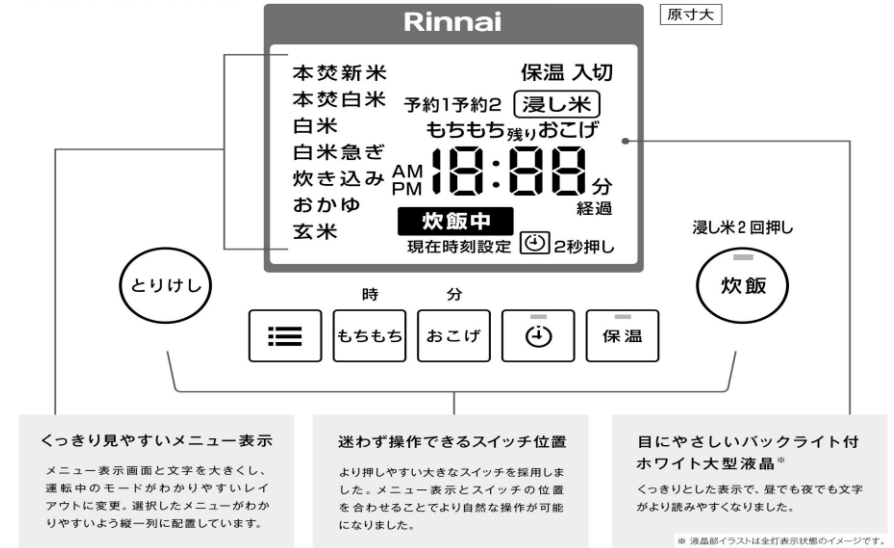 Rinnai
原寸大
本焚新米
本焚白米
白米
白米急ぎ
炊き込み
おかゆ
玄米
保温 入切
予約1予約2 浸し米
もちもち残りおこげ
AM
PM
18:88分
経過
炊飯中
現在時刻設定 2秒押し
浸し米2回押し
とりけし
炊飯
時 分
もちもち
おこげ
保温
くっきり見やすいメニュー表示
メニュー表示画面と文字を大きくし、
運転中のモードがわかりやすいレイ
アウトに変更。選択したメニューがわか
りやすいよう縦一列に配置しています。
迷わず操作できるスイッチ位置
より押しやすい大きなスイッチを採用しま
した。メニュー表示とスイッチの位置
を合わせることでより自然な操作が可能
になりました。
目にやさしいバックライト付
ホワイト大型液晶※
くっきりとした表示で、昼でも夜でも文字
がより読みやすくなりました。
※ 液晶部イラストは全灯表示状態のイメージです。